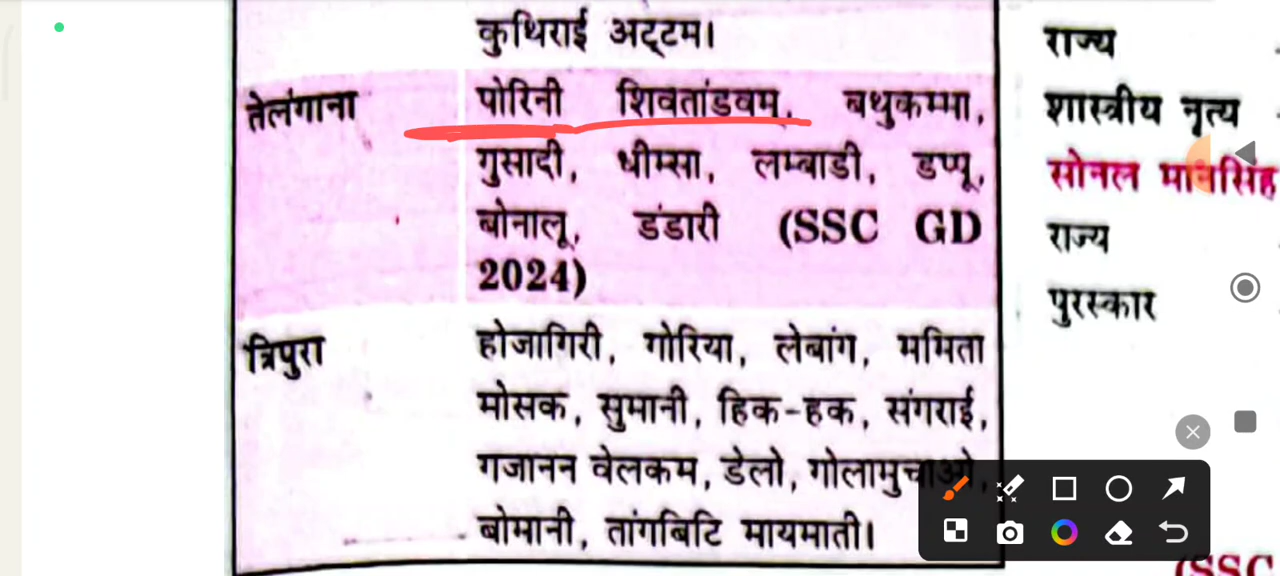 कुथिराई अट्टम।
तेलंगाना
पोरिनी शिवतांडवम, बथुकम्मा,
गुसादी, धीम्सा, लम्बाडी, डप्पू,
बोनालू, डंडारी (SSC GD
2024)
त्रिपुरा
होजागिरी, गोरिया, लेबांग, ममिता
मोसक, सुमानी, हिक-हक, संगराई,
गजानन वेलकम, डेलो, गोलामुचाओ,
बोमानी, तांगबिटि मायमाती।
राज्य
शास्त्रीय नृत्य
सोनल मानसिंह
राज्य
पुरस्कार
(SSC